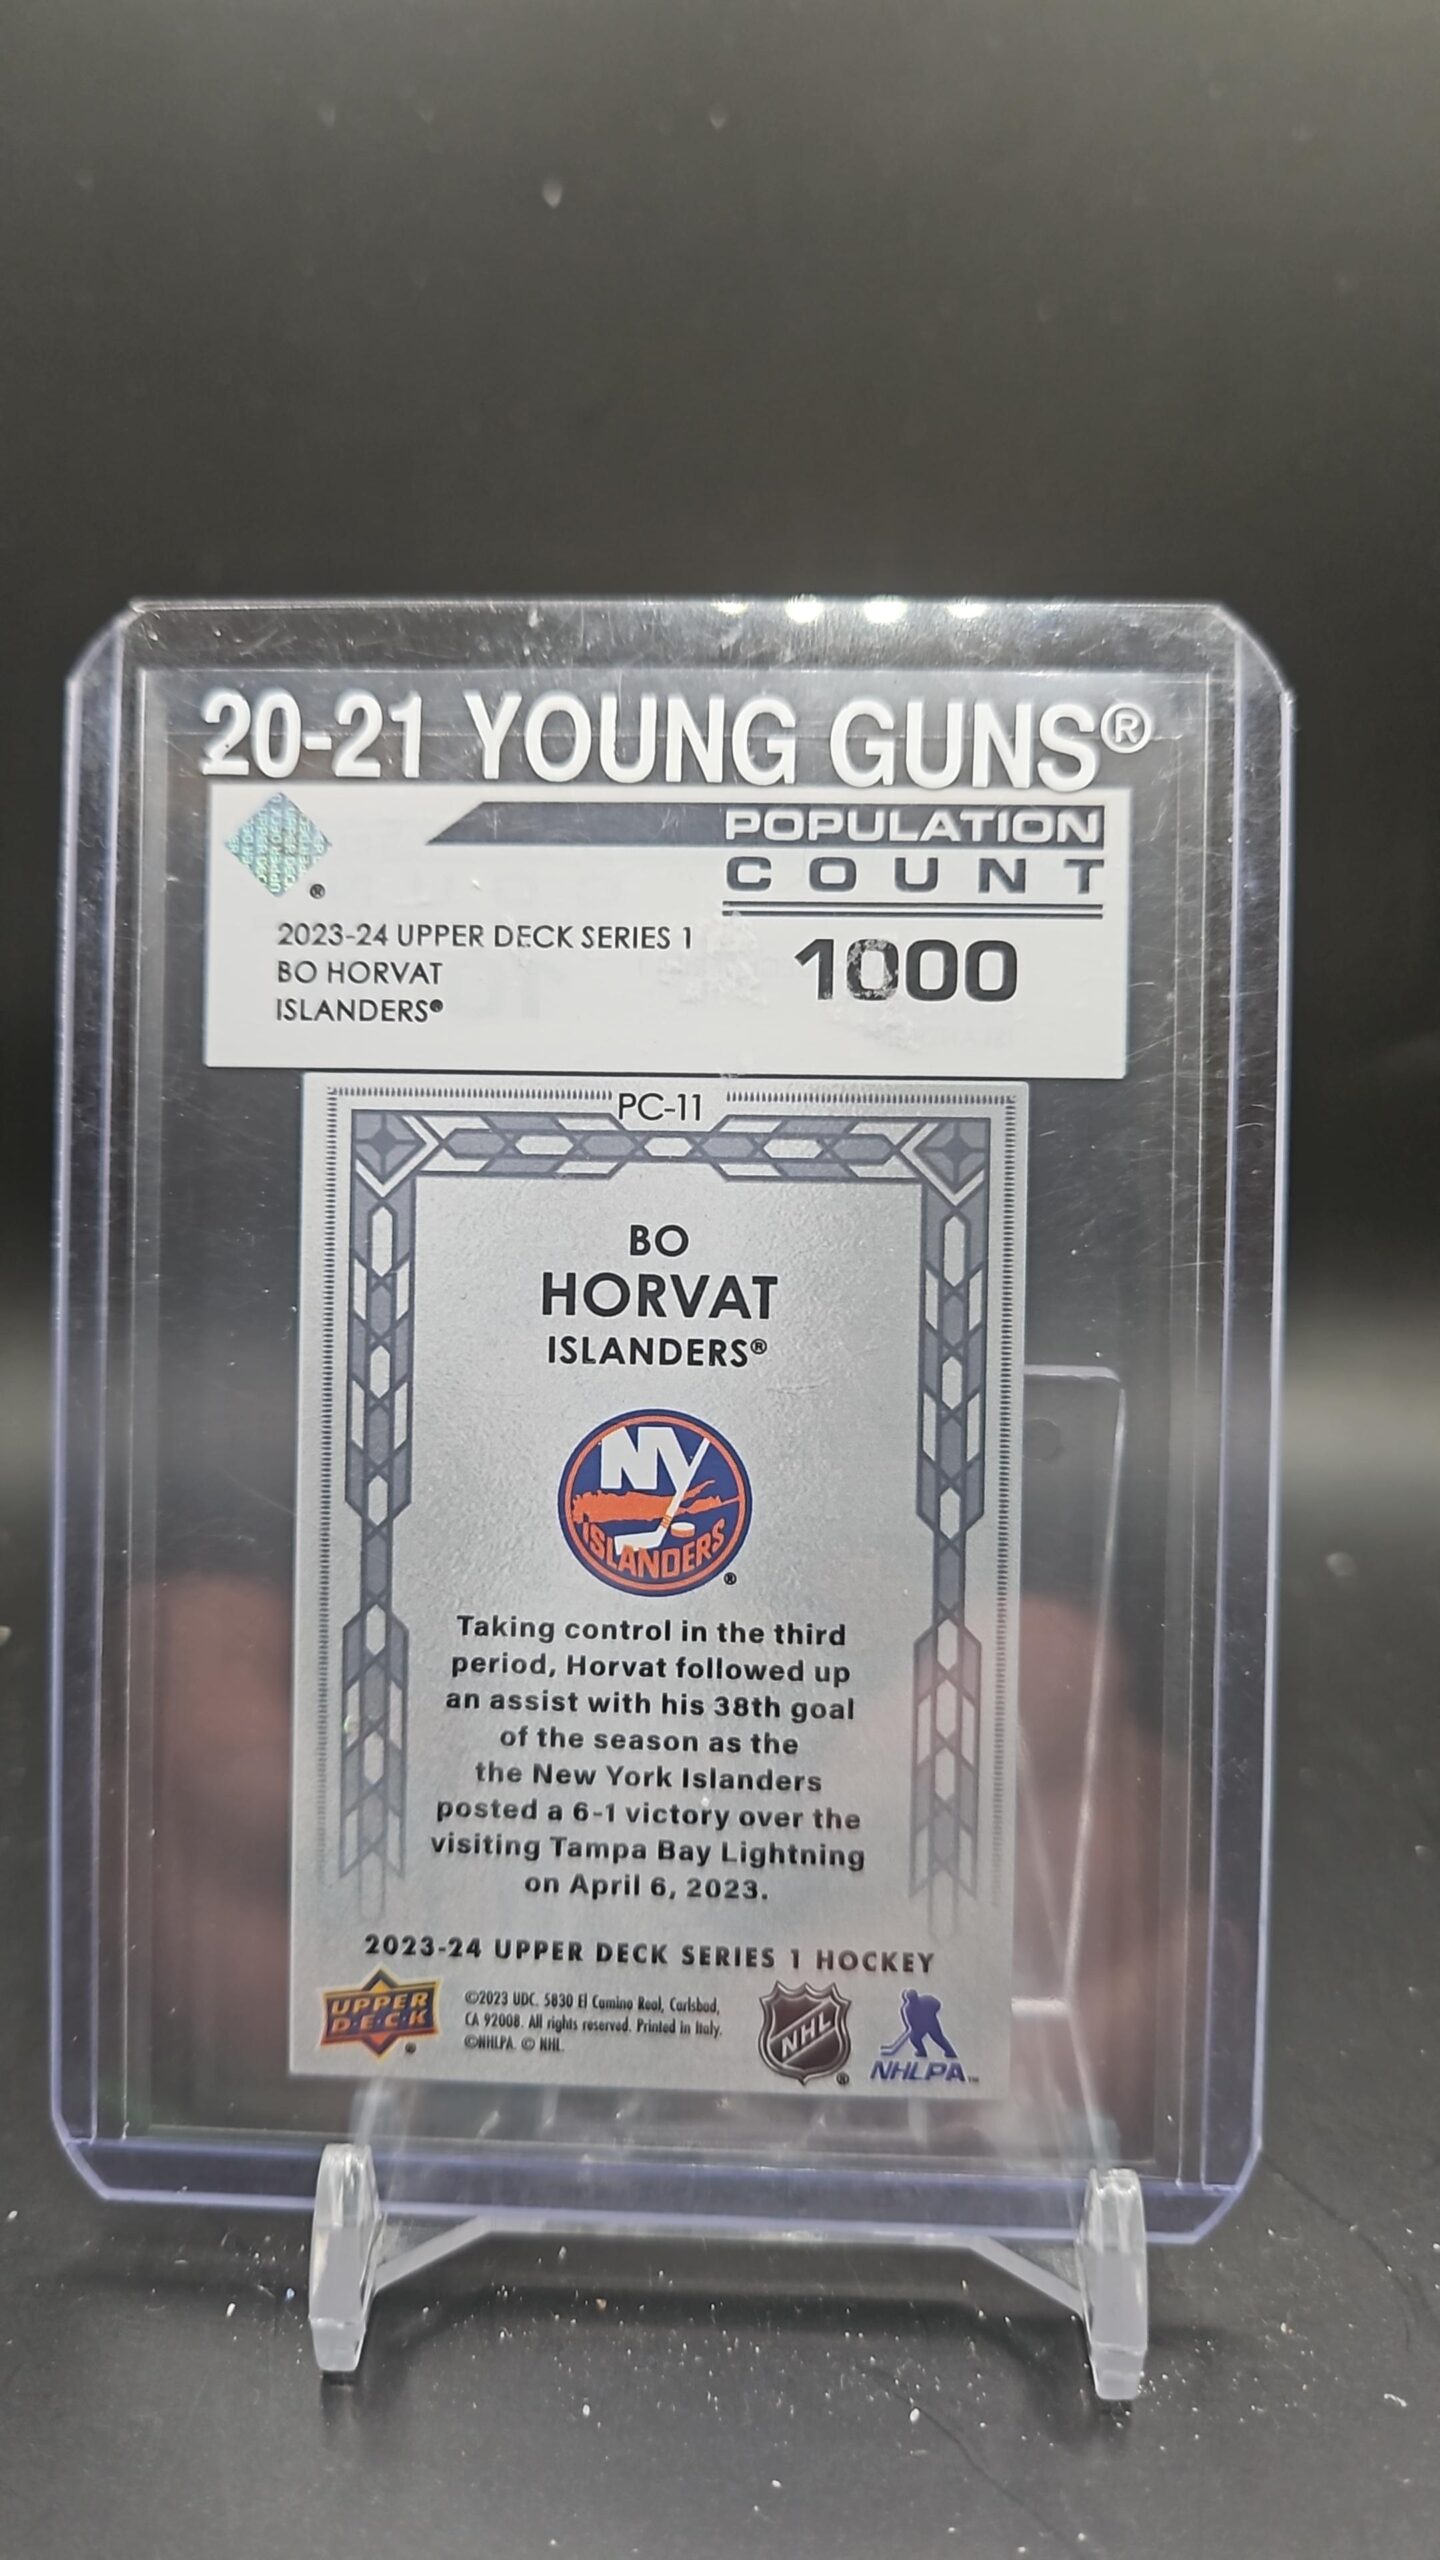 20-21 YOUNG GUNS®
POPULATION
COUNT
®
2023-24 UPPER DECK SERIES 1
BO HORVAT
ISLANDERS®
1000
PC-11
BO
HORVAT
ISLANDERS®
NY
ISLANDERS
®
Taking control in the third
period, Horvat followed up
an assist with his 38th goal
of the season as the
the New York Islanders
posted a 6-1 victory over the
visiting Tampa Bay Lightning
on April 6, 2023.
2023-24 UPPER DECK SERIES 1 HOCKEY
UPPER
D·E·C·K
®
©2023 UDC. 5830 El Camino Real, Carlsbad,
CA 92008. All rights reserved. Printed in Italy.
©NHLPA. © NHL.
NHL
®
NHLPA™